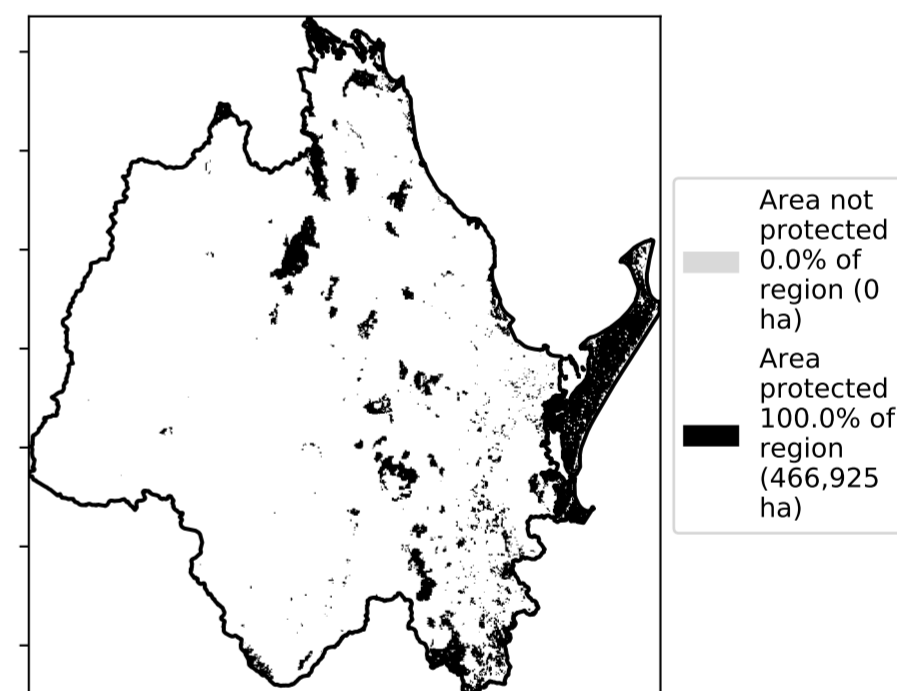 Area not
protected
0.0% of
region (0
ha)
Area
protected
100.0% of
region
(466,925
ha)